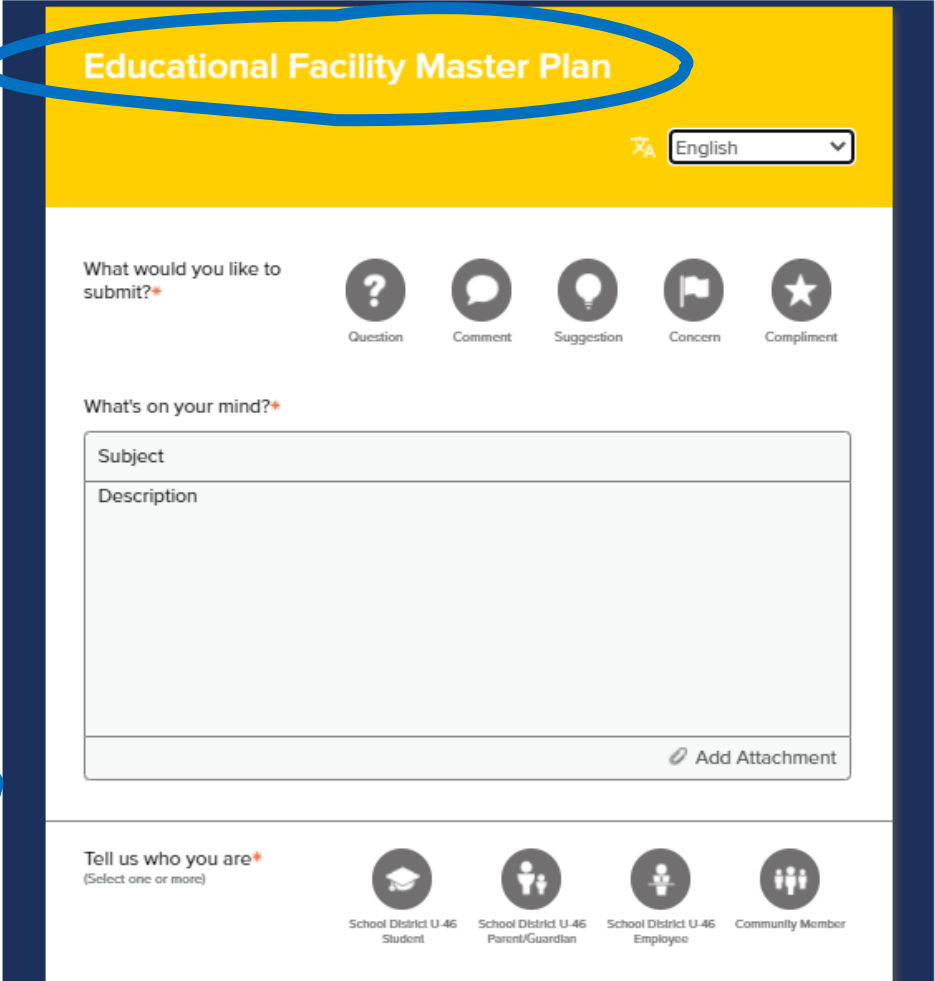 Educational Facility Master Plan
English
What would you like to
submit?*
Question
Comment
Suggestion
Concern
Compliment
What's on your mind?*
Subject
Description
Add Attachment
Tell us who you are*
(Select one or more)
School District U-46
Student
School District U-46
Parent/Guardian
School District U-46
Employee
Community Member